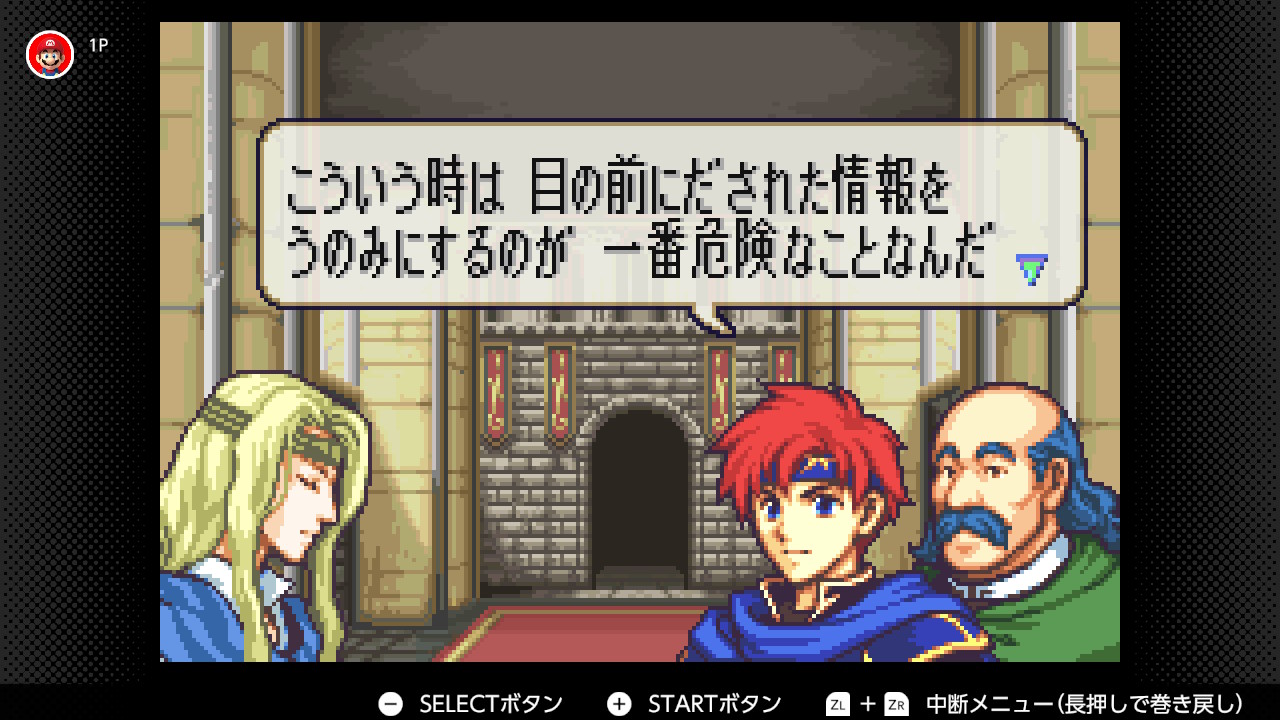 1P
こういう時は 目の前にだされた情報を
うのみにするのが 一番危険なことなんだ
− SELECTボタン + STARTボタン ZL + ZR 中断メニュー(長押しで巻き戻し)